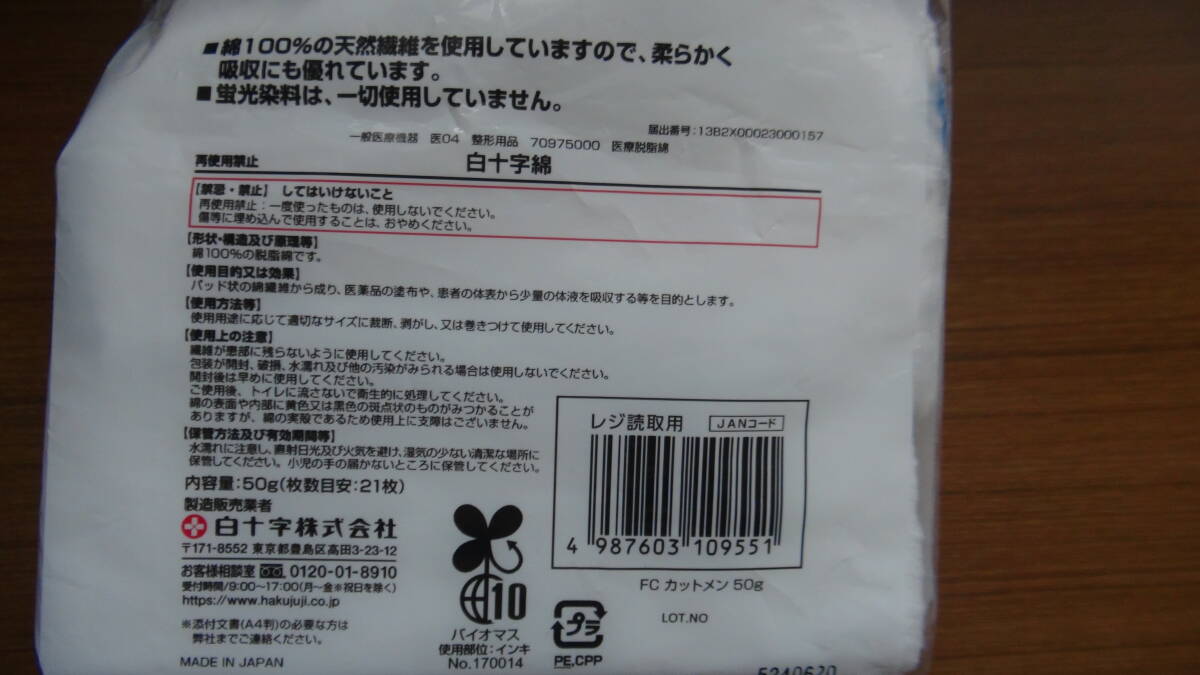 ■綿100%の天然繊維を使用していますので、柔らかく
吸収にも優れています。
■蛍光染料は、一切使用していません。
届出番号:13B2X00023000157
一般医療機器 医04 整形用品 70975000 医療脱脂綿
再使用禁止 白十字綿
【禁忌・禁止】 してはいけないこと
再使用禁止:一度使ったものは、使用しないでください。
傷等に埋め込んで使用することは、おやめください。
【形状・構造及び原理等】
綿100%の脱脂綿です。
【使用目的又は効果】
パッド状の綿繊維から成り、医薬品の塗布や、患者の体表から少量の体液を吸収する等を目的とします。
【使用方法等】
使用用途に応じて適切なサイズに裁断、剥がし、又は巻きつけて使用してください。
【使用上の注意】
繊維が患部に残らないように使用してください。
包装が開封、破損、水濡れ及び他の汚染がみられる場合は使用しないでください。
開封後は早めに使用してください。
ご使用後、トイレに流さないで衛生的に処理してください。
綿の表面や内部に黄色又は黒色の斑点状のものがみつかることが
ありますが、綿の実殻であるため使用上に支障はございません。
【保管方法及び有効期間等】
水濡れに注意し、直射日光及び火気を避け、湿気の少ない清潔な場所に
保管してください。小児の手の届かないところに保管してください。
内容量:50g(枚数目安:21枚)
製造販売業者
白十字株式会社
〒171-8552 東京都豊島区高田3-23-12
お客様相談室 0120-01-8910
受付時間/9:00〜17:00(月〜金※祝日を除く)
https://www.hakujuji.co.jp
※添付文書(A4判)の必要な方は
弊社までご連絡ください。
MADE IN JAPAN
10
バイオマス
使用部位:インキ
No.170014
レジ読取用 JANコード
4 987603 109551
FC カットメン 50g
プラ
PE,CPP
LOT.NO
5240620